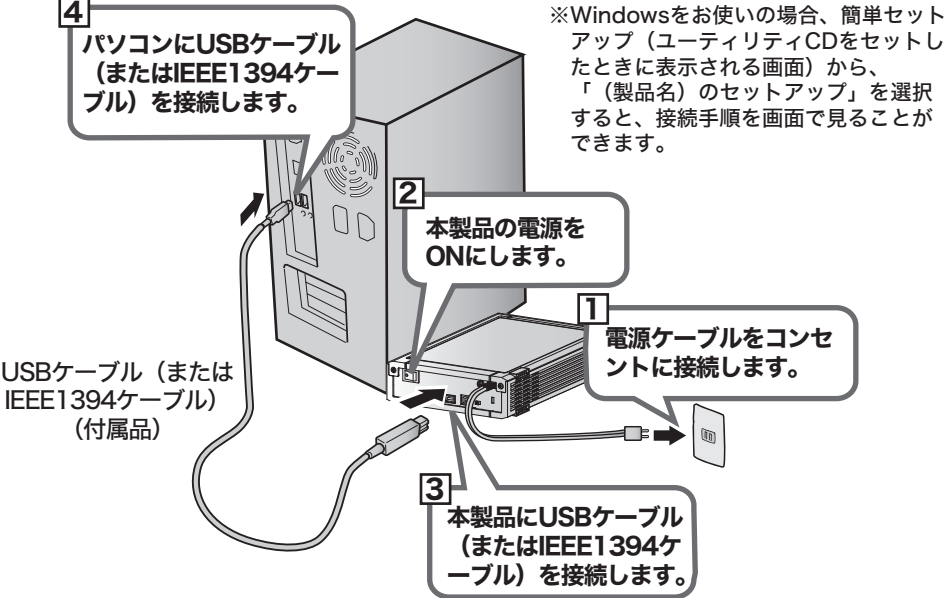 4
パソコンにUSBケーブル
（またはIEEE1394ケー
ブル）を接続します。
※Windowsをお使いの場合、簡単セット
アップ（ユーティリティCDをセットし
たときに表示される画面）から、
「（製品名）のセットアップ」を選択
すると、接続手順を画面で見ることが
できます。
2
本製品の電源を
ONにします。
1
電源ケーブルをコンセ
ントに接続します。
USBケーブル（または
IEEE1394ケーブル）
（付属品）
3
本製品にUSBケーブル
（またはIEEE1394ケ
ーブル）を接続します。